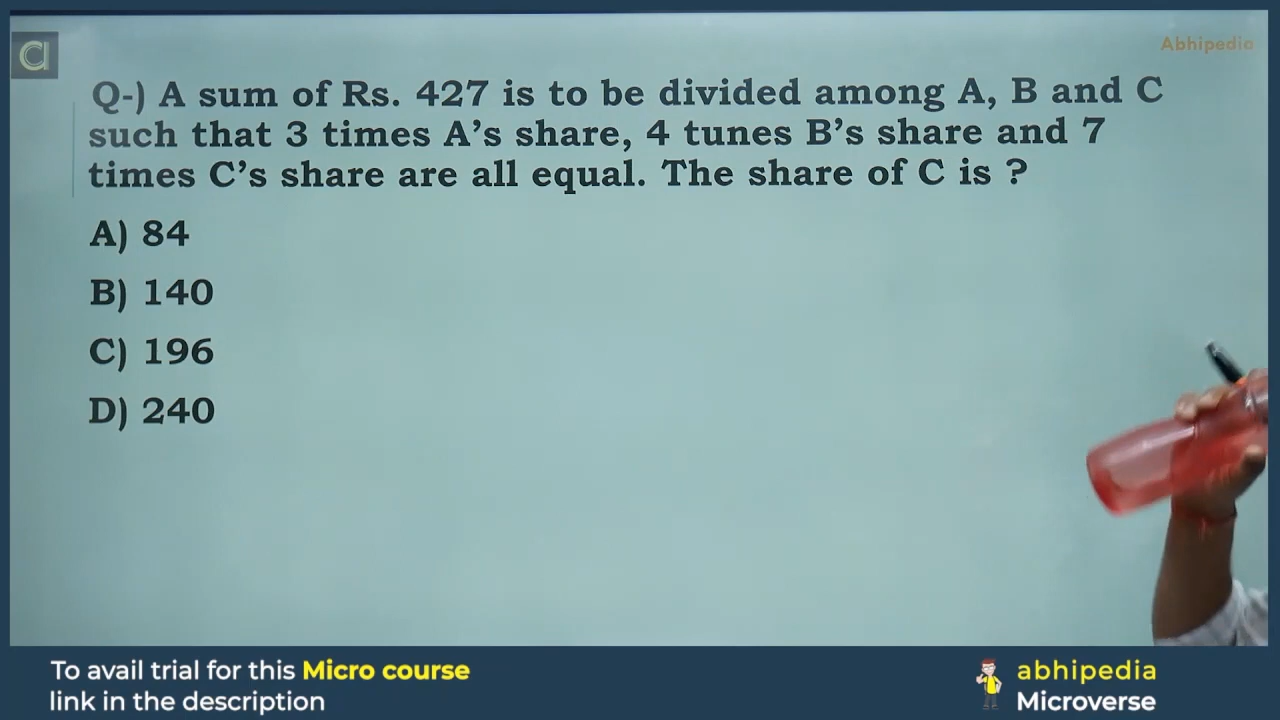 a
Abhipedia
Q-) A sum of Rs. 427 is to be divided among A, B and C
such that 3 times A’s share, 4 tunes B’s share and 7
times C’s share are all equal. The share of C is ?
A) 84
B) 140
C) 196
D) 240
To avail trial for this Micro course
link in the description
abhipedia
Microverse